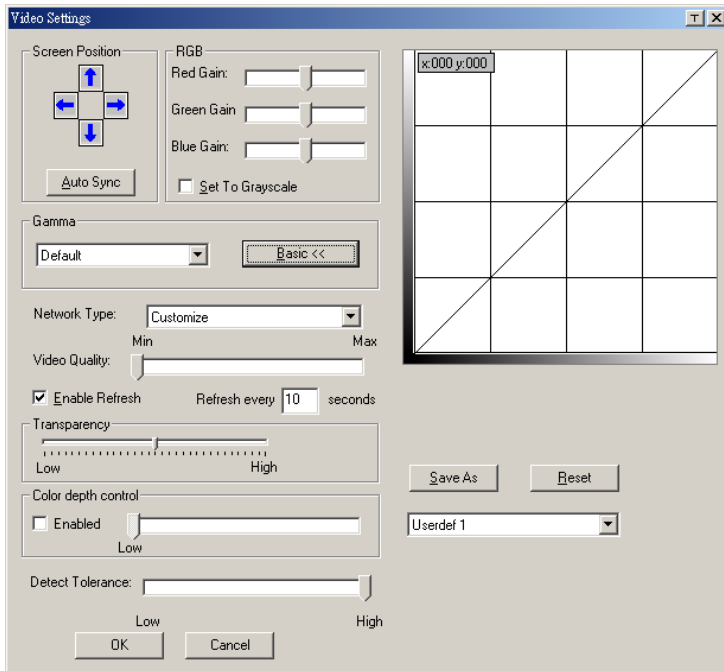 Video Settings
Screen Position
Auto Sync
RGB
Red Gain:
Green Gain
Blue Gain:
Set To Grayscale
Gamma
Default
Basic <<
Network Type: Customize
Min Max
Video Quality:
Enable Refresh Refresh every 10 seconds
Transparency
Low High
Color depth control
Enabled
Low
Detect Tolerance:
Low High
OK Cancel
x:000 y:000
Save As Reset
Userdef 1